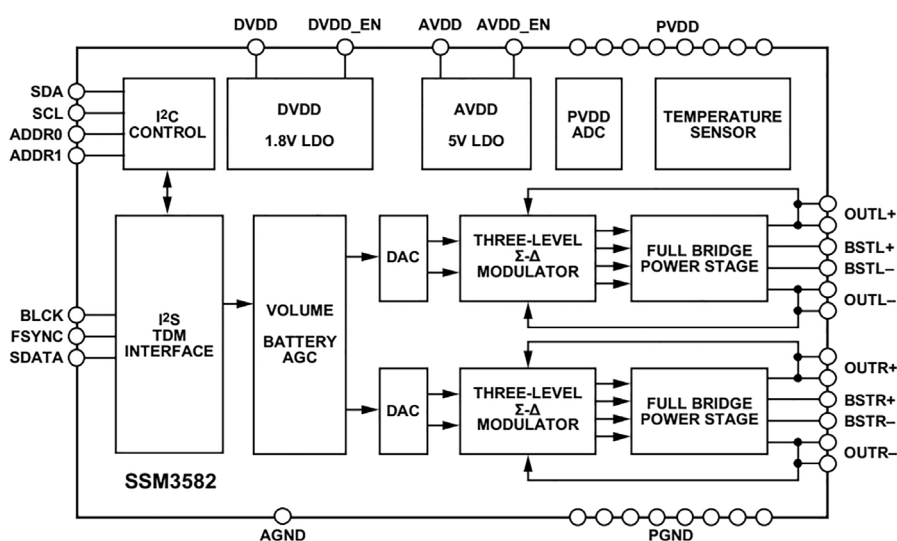 DVDD
DVDD_EN
AVDD
AVDD_EN
PVDD
SDA
SCL
ADDR0
ADDR1
I²C
CONTROL
DVDD
1.8V LDO
AVDD
5V LDO
PVDD
ADC
TEMPERATURE
SENSOR
BLCK
FSYNC
SDATA
I²S
TDM
INTERFACE
VOLUME
BATTERY
AGC
DAC
THREE-LEVEL
Σ-Δ
MODULATOR
FULL BRIDGE
POWER STAGE
OUTL+
BSTL+
BSTL–
OUTL–
DAC
THREE-LEVEL
Σ-Δ
MODULATOR
FULL BRIDGE
POWER STAGE
OUTR+
BSTR+
BSTR–
OUTR–
SSM3582
AGND
PGND